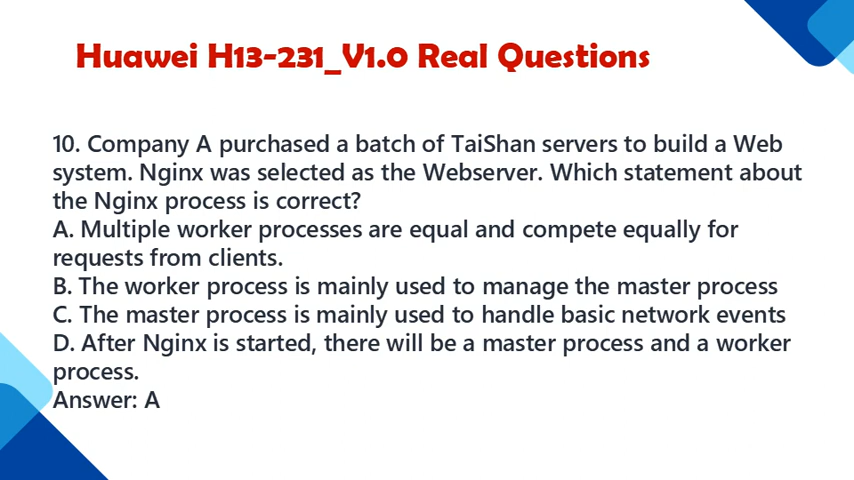 Huawei H13-231_V1.0 Real Questions
10. Company A purchased a batch of TaiShan servers to build a Web
system. Nginx was selected as the Webserver. Which statement about
the Nginx process is correct?
A. Multiple worker processes are equal and compete equally for
requests from clients.
B. The worker process is mainly used to manage the master process
C. The master process is mainly used to handle basic network events
D. After Nginx is started, there will be a master process and a worker
process.
Answer: A